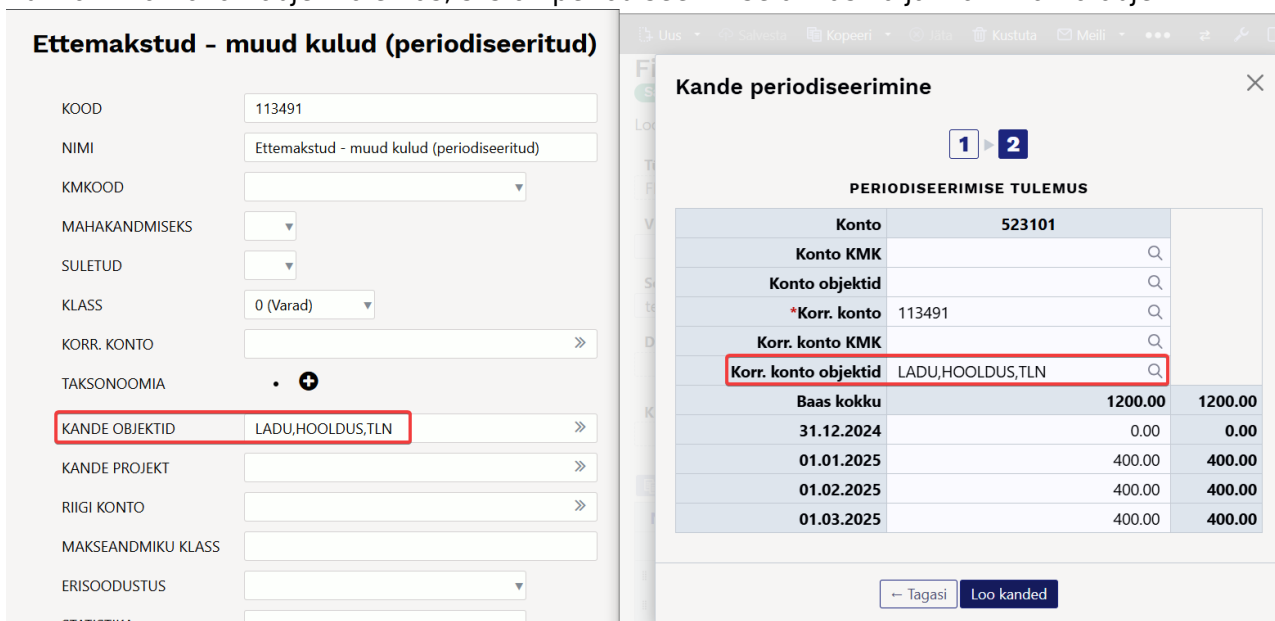 Ettemakstud - muud kulud (periodiseeritud)
KOOD 113491
NIMI Ettemakstud - muud kulud (periodiseeritud)
KMKOOD
MAHAKANDMISEKS
SULETUD
KLASS 0 (Varad)
KORR. KONTO
TAKSONOOMIA
KANDE OBJEKTID LADU,HOOLDUS,TLN
KANDE PROJEKT
RIIGI KONTO
MAKSEANDMIKU KLASS
ERISOODUSTUS
Uus Salvesta Kopeeri Jäta Kustuta Meili
Kande periodiseerimine
1 2
PERIODISEERIMISE TULEMUS
Konto 523101
Konto KMK
Konto objektid
*Korr. konto 113491
Korr. konto KMK
Korr. konto objektid LADU,HOOLDUS,TLN
Baas kokku 1200.00 1200.00
31.12.2024 0.00 0.00
01.01.2025 400.00 400.00
01.02.2025 400.00 400.00
01.03.2025 400.00 400.00
← Tagasi Loo kanded